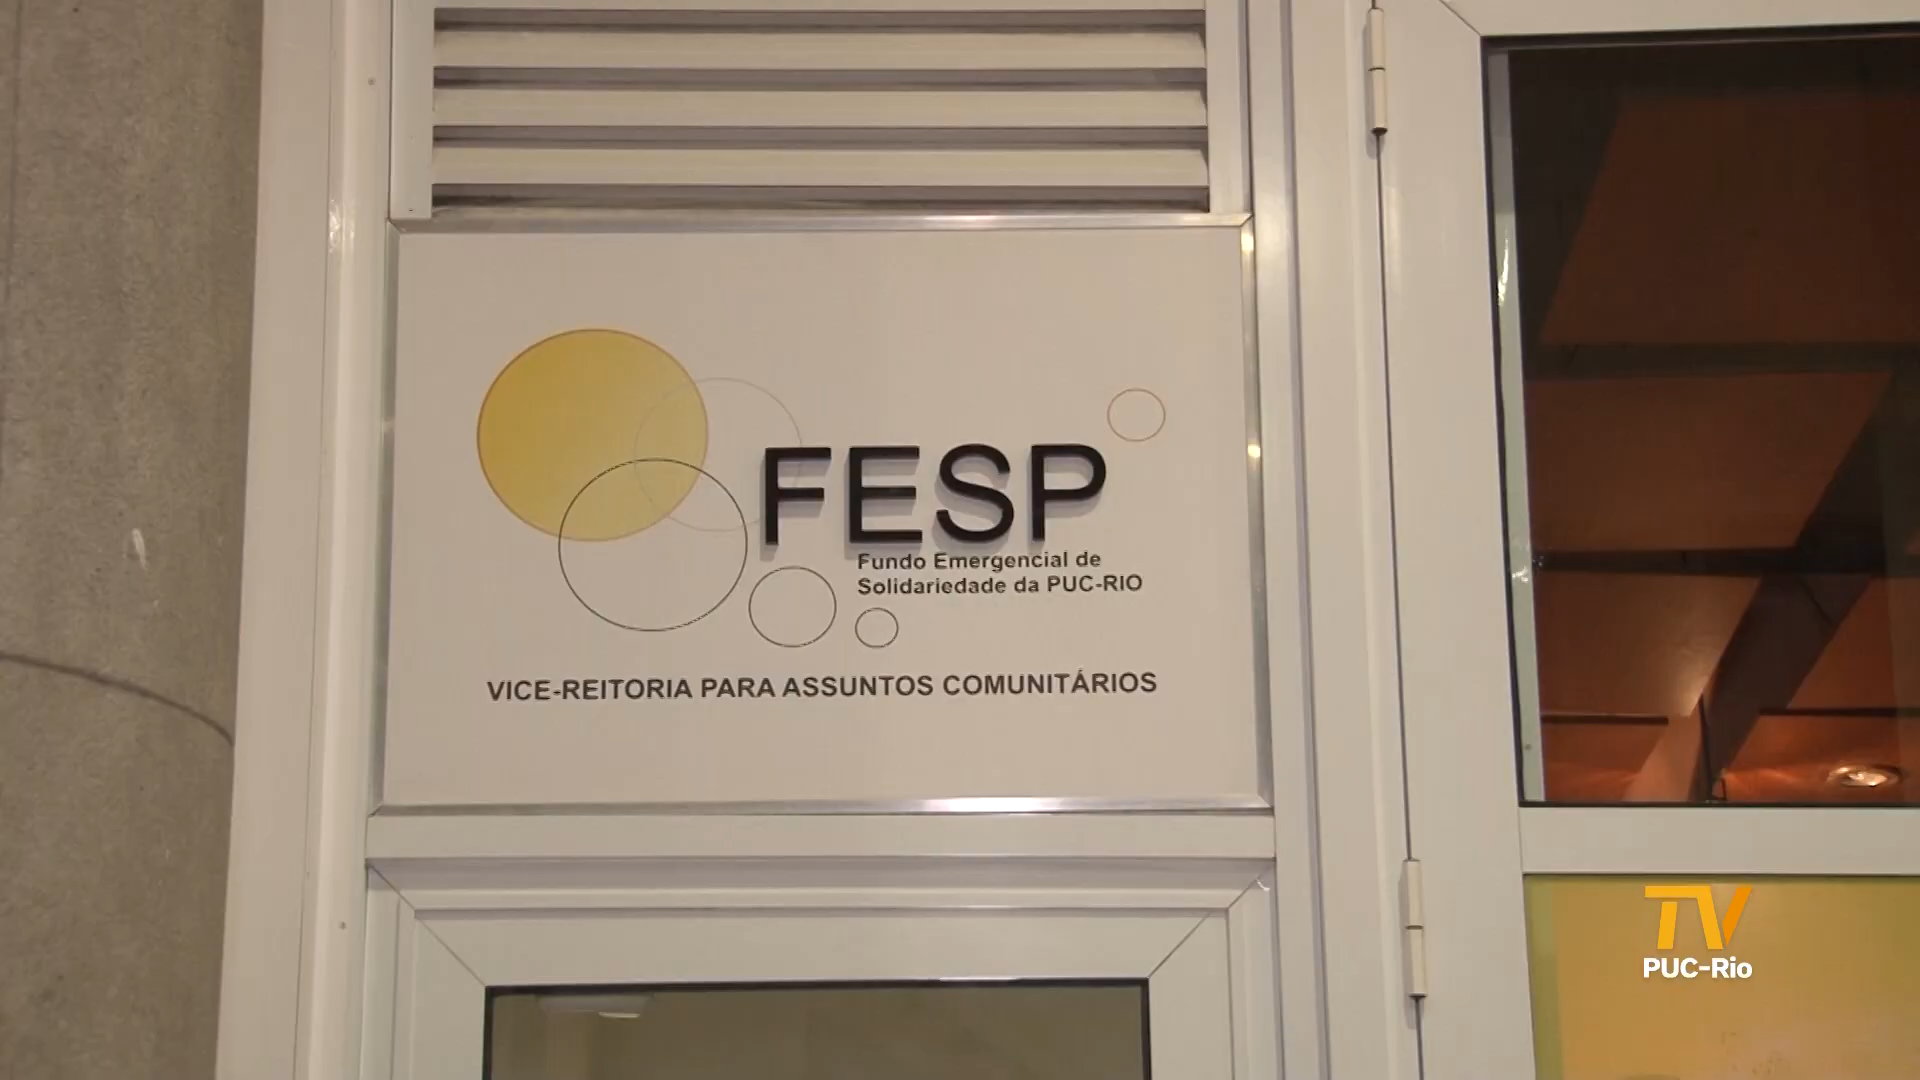 FESP
Fundo Emergencial de
Solidariedade da PUC-RIO
VICE-REITORIA PARA ASSUNTOS COMUNITÁRIOS
TV
PUC-Rio